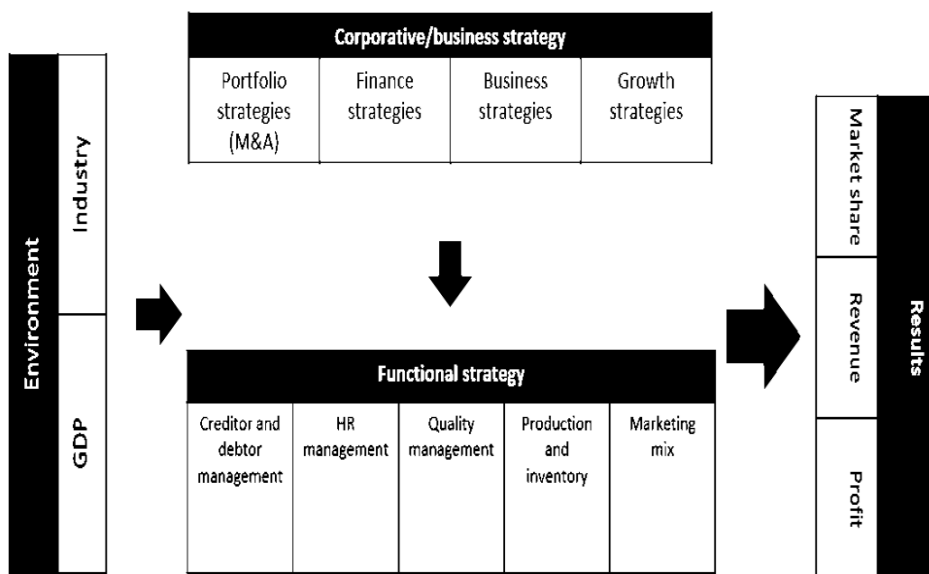 Environment
Industry
GDP
Corporative/business strategy
Portfolio
strategies
(M&A)
Finance
strategies
Business
strategies
Growth
strategies
Functional strategy
Creditor and
debtor
management
HR
management
Quality
management
Production
and
inventory
Marketing
mix
Market share
Revenue
Profit
Results